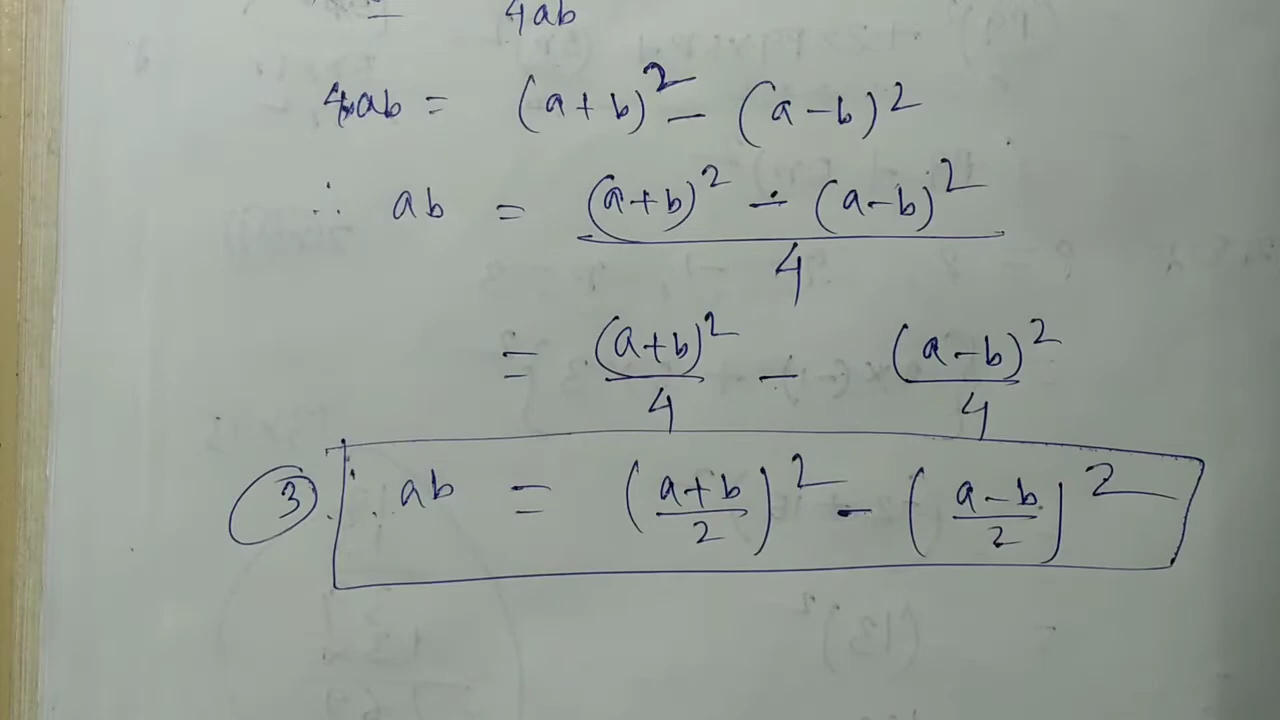 = 4ab
4ab = (a+b)² - (a-b)²
∴ ab = ((a+b)² - (a-b)²)/4
= (a+b)²/4 - (a-b)²/4
③ ∴ ab = ((a+b)/2)² - ((a-b)/2)²